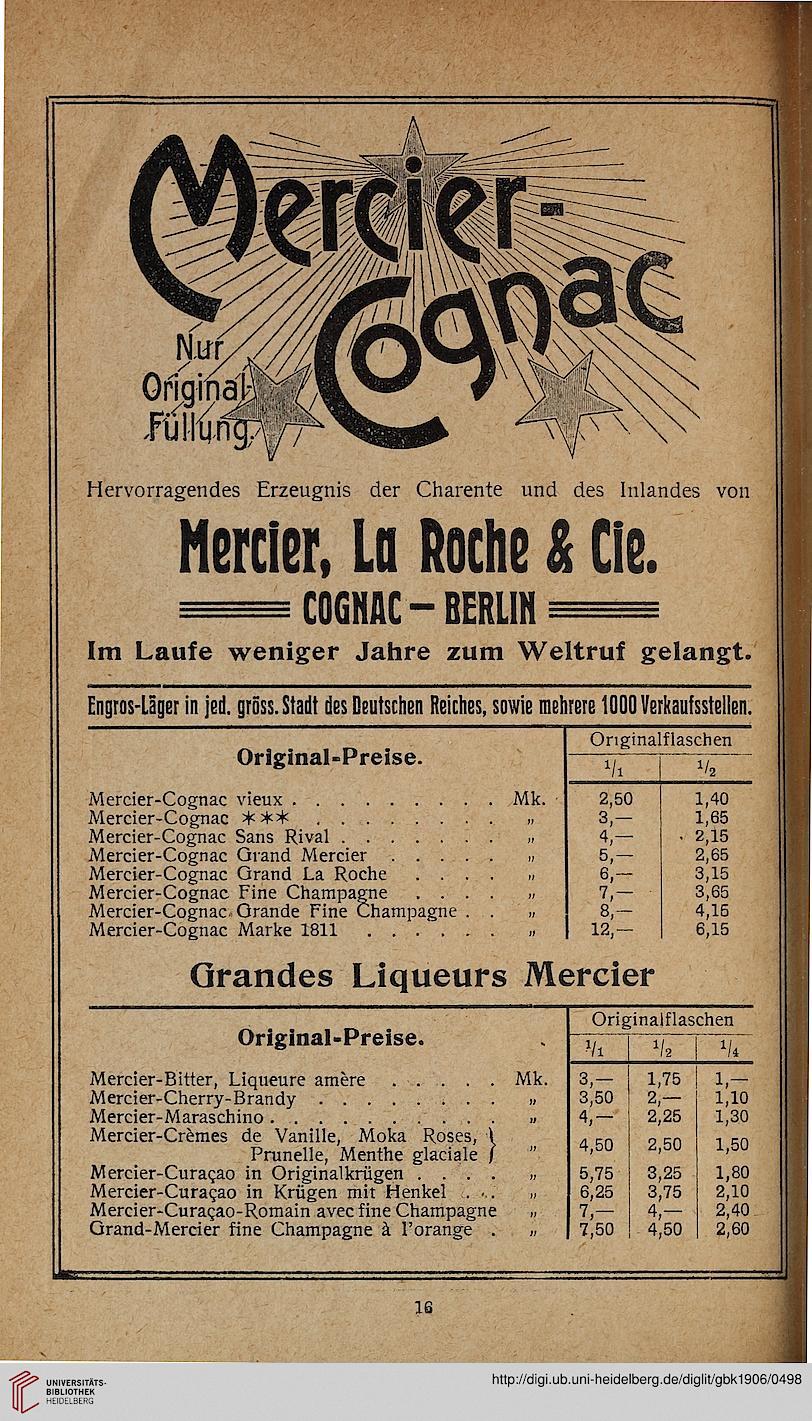 Mercier-
Cognac
Nur
Original-
Füllung.
Hervorragendes Erzeugnis der Charente und des Inlandes von
Mercier, La Roche & Cie.
COGNAC — BERLIN
Im Laufe weniger Jahre zum Weltruf gelangt.
Engros-Läger in jed. gröss. Stadt des Deutschen Reiches, sowie mehrere 1000 Verkaufsstellen.
Original-Preise. Originalflaschen
1/1 1/2
Mercier-Cognac vieux . . . . . . . . . Mk. 2,50 1,40
Mercier-Cognac *** . . . . . . . . „ 3,— 1,65
Mercier-Cognac Sans Rival . . . . . . . „ 4,— 2,15
Mercier-Cognac Grand Mercier . . . . . „ 5,— 2,65
Mercier-Cognac Grand La Roche . . . . „ 6,— 3,15
Mercier-Cognac Fine Champagne . . . . „ 7,— 3,65
Mercier-Cognac Grande Fine Champagne . . „ 8,— 4,15
Mercier-Cognac Marke 1811 . . . . . . „ 12,— 6,15
Grandes Liqueurs Mercier
Original-Preise. Originalflaschen
1/1 1/2 1/4
Mercier-Bitter, Liqueure amère . . . . . Mk. 3,— 1,75 1,—
Mercier-Cherry-Brandy . . . . . . . . „ 3,50 2,— 1,10
Mercier-Maraschino . . . . . . . . . . „ 4,— 2,25 1,30
Mercier-Crèmes de Vanille, Moka Roses, }
Prunelle, Menthe glaciale } „ 4,50 2,50 1,50
Mercier-Curaçao in Originalkrügen . . . . „ 5,75 3,25 1,80
Mercier-Curaçao in Krügen mit Henkel . . . „ 6,25 3,75 2,10
Mercier-Curaçao-Romain avec fine Champagne „ 7,— 4,— 2,40
Grand-Mercier fine Champagne à l'orange . „ 7,50 4,50 2,60
16
UNIVERSITÄTS-
BIBLIOTHEK
HEIDELBERG
http://digi.ub.uni-heidelberg.de/diglit/gbk1906/0498